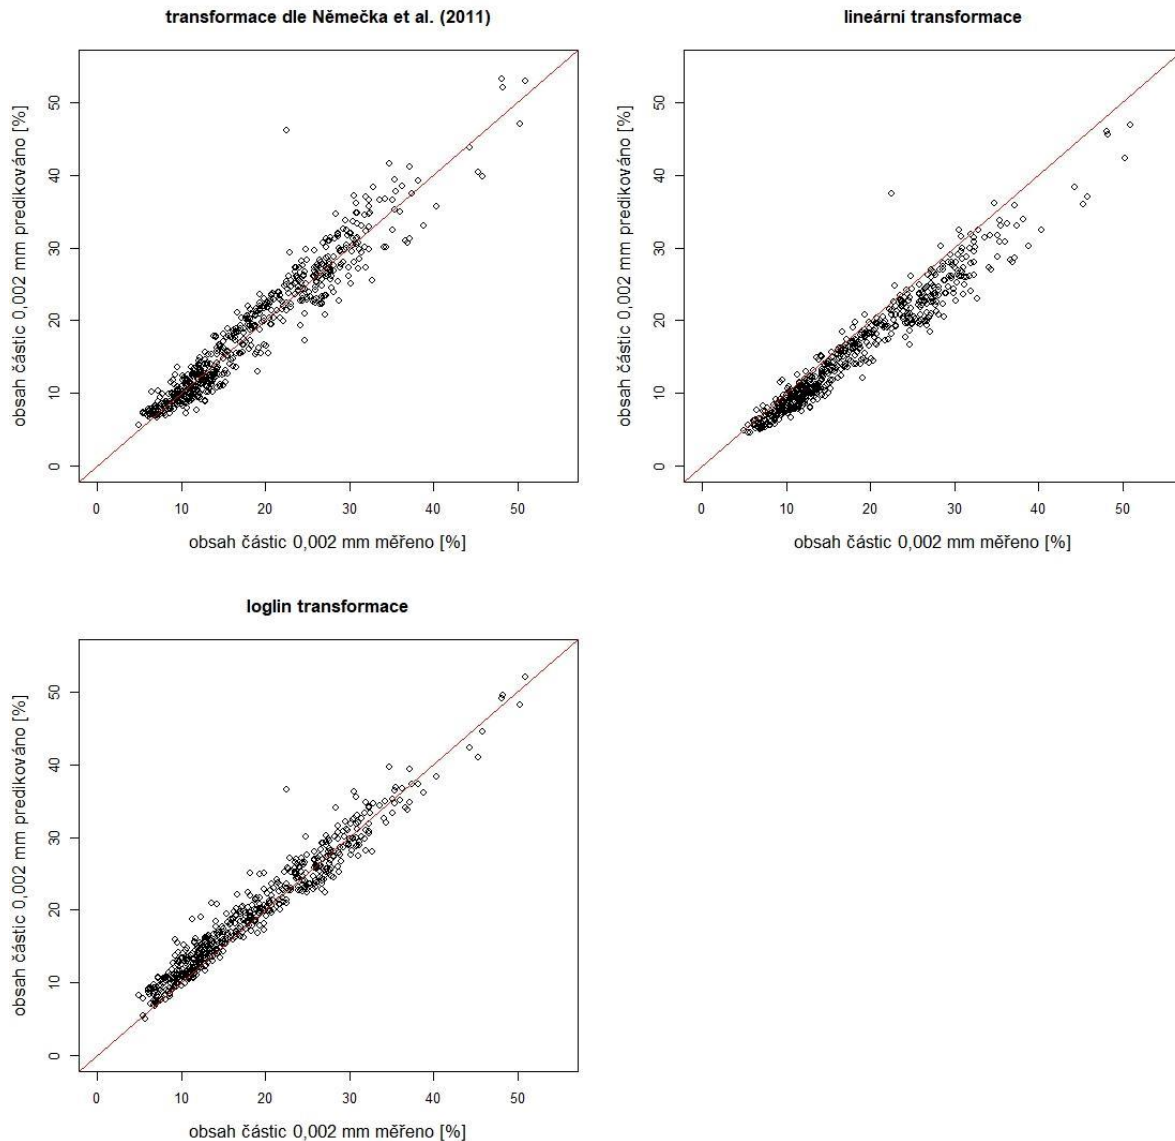 transformace dle Němečka et al. (2011)
obsah částic 0,002 mm predikováno [%]
50
40
30
20
10
0
0 10 20 30 40 50
obsah částic 0,002 mm měřeno [%]
lineární transformace
obsah částic 0,002 mm predikováno [%]
50
40
30
20
10
0
0 10 20 30 40 50
obsah částic 0,002 mm měřeno [%]
loglin transformace
obsah částic 0,002 mm predikováno [%]
50
40
30
20
10
0
0 10 20 30 40 50
obsah částic 0,002 mm měřeno [%]